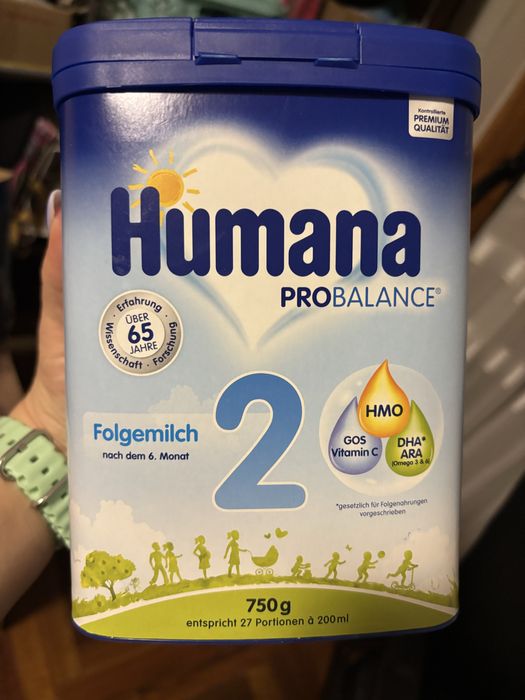 Kontrollierte
PREMIUM
QUALITÄT
Humana
PROBALANCE®
Erfahrung · Forschung · Wissenschaft ·
ÜBER
65
JAHRE
2
Folgemilch
nach dem 6. Monat
HMO
GOS
Vitamin C
DHA*
ARA
(Omega 3 & 6)
*gesetzlich für Folgenahrungen
vorgeschrieben
750 g
entspricht 27 Portionen à 200ml